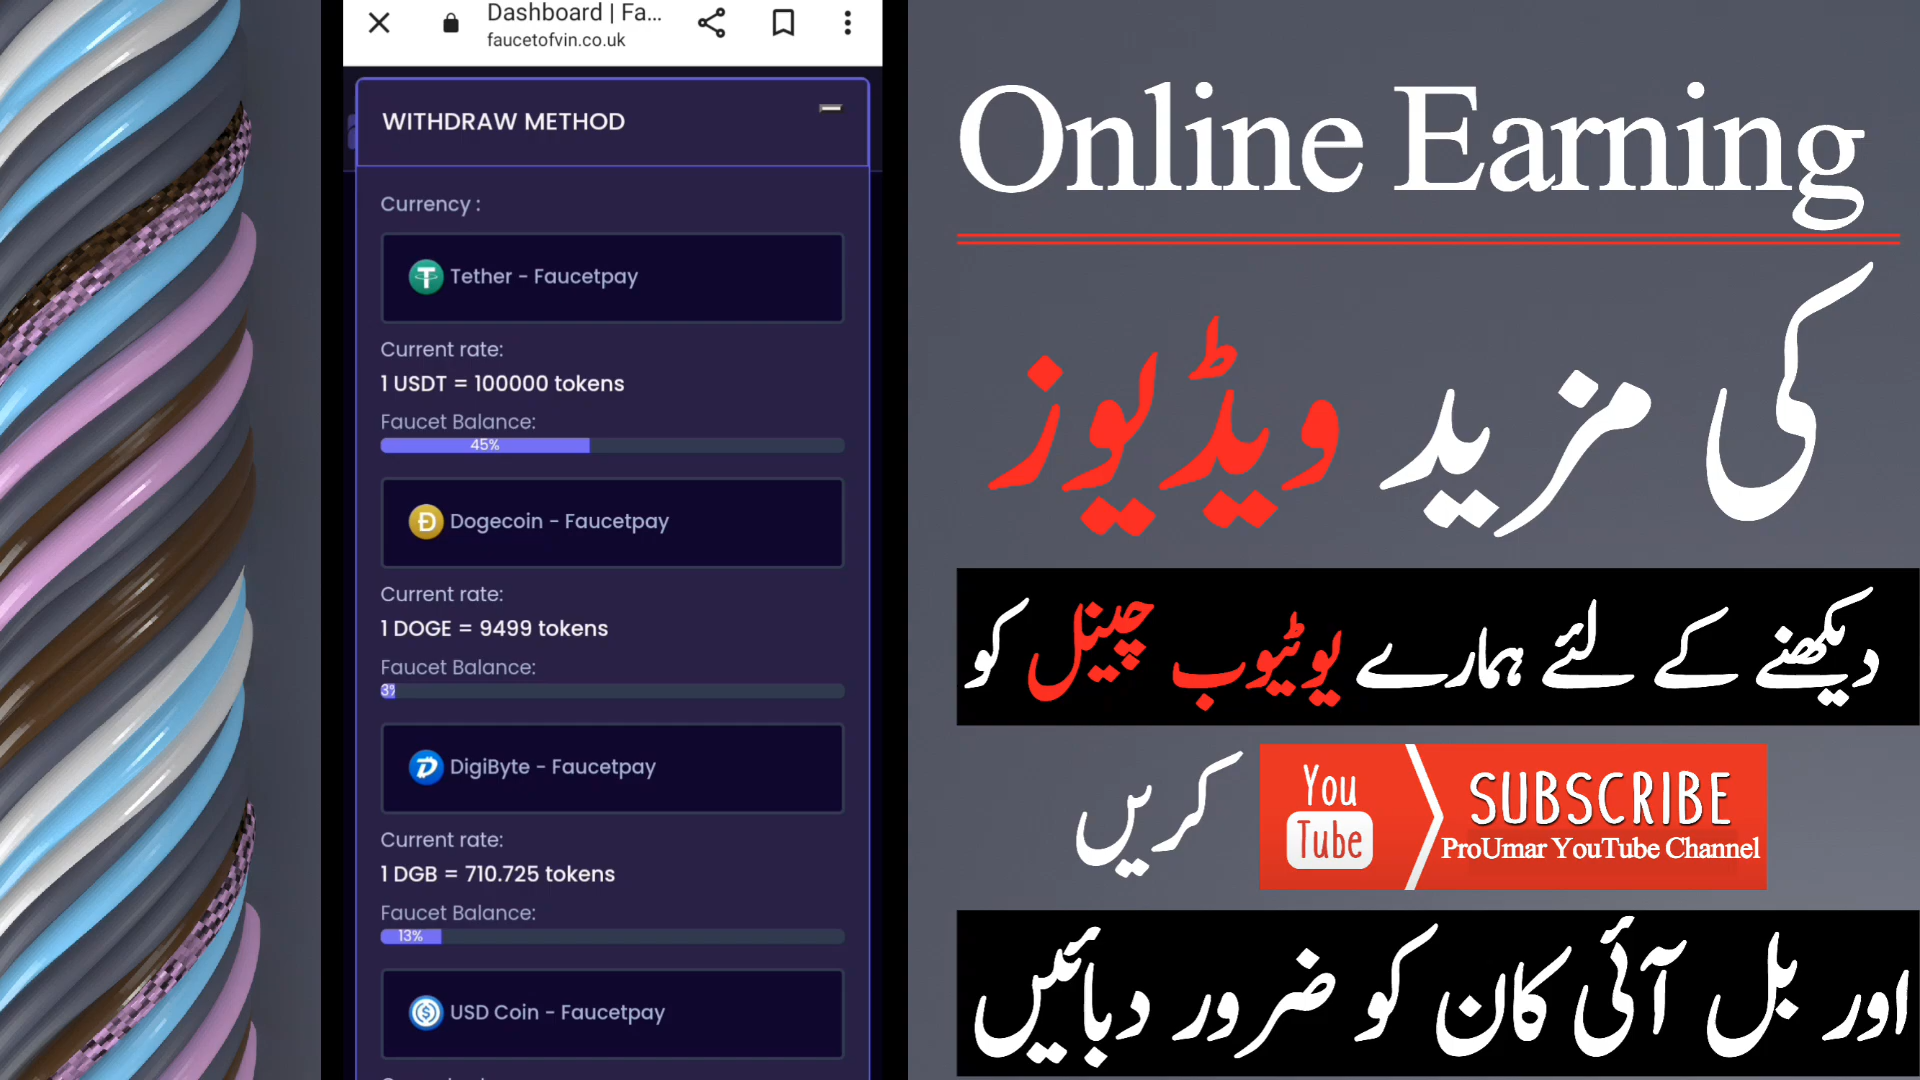 Dashboard | Fa...
faucetofvin.co.uk
WITHDRAW METHOD
Currency :
Tether - Faucetpay
Current rate:
1 USDT = 100000 tokens
Faucet Balance:
45%
Dogecoin - Faucetpay
Current rate:
1 DOGE = 9499 tokens
Faucet Balance:
3%
DigiByte - Faucetpay
Current rate:
1 DGB = 710.725 tokens
Faucet Balance:
13%
USD Coin - Faucetpay
Online Earning
کی مزید ویڈیوز
دیکھنے کے لئے ہمارے یوٹیوب چینل کو
کریں
You
Tube
SUBSCRIBE
ProUmar YouTube Channel
اور بل آئی کان کو ضرور دبائیں